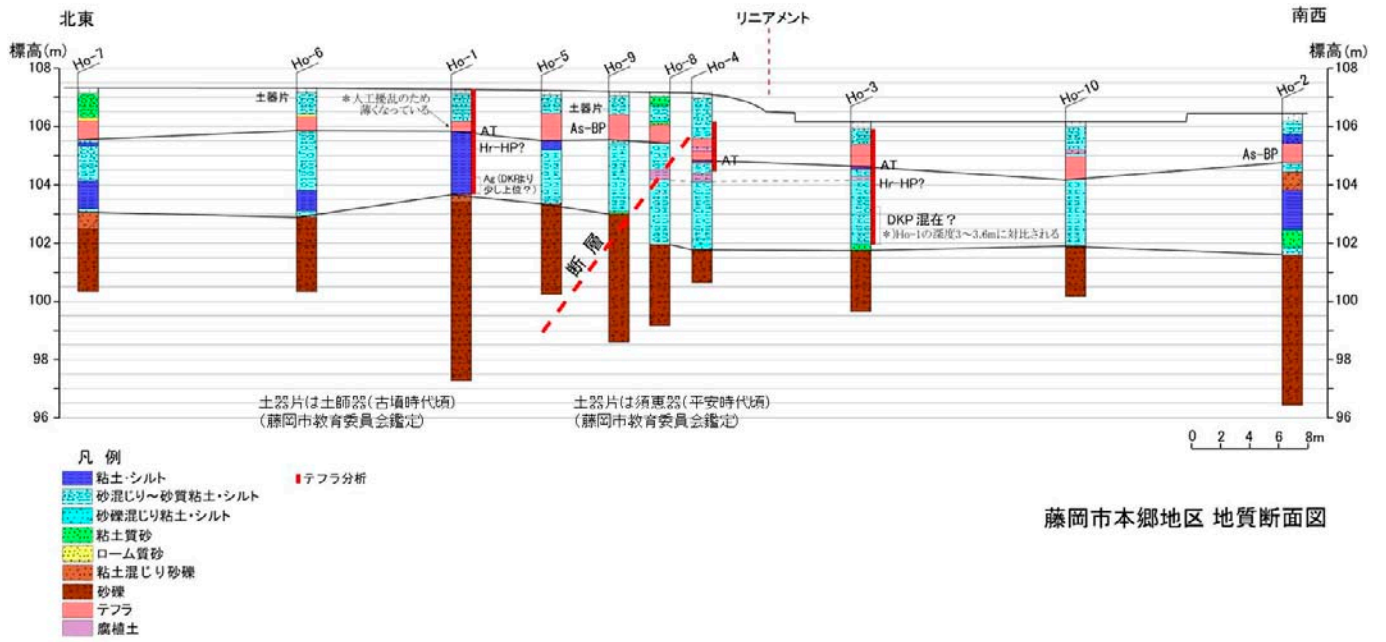 北東
リニアメント
南西
標高(m)
標高(m)
Ho-7
Ho-6
Ho-1
Ho-5
Ho-9
Ho-8
Ho-4
Ho-3
Ho-10
Ho-2
108
106
104
102
100
98
96
108
106
104
102
100
98
96
土器片
*人工擾乱のため
薄くなっている
AT
Hr-HP?
Ag(DKPより
少し上位?)
土器片
As-BP
断層
AT
AT
Hr-HP?
DKP混在?
*)Ho-1の深度3~3.6mに対比される
As-BP
土器片は土師器(古墳時代頃)
(藤岡市教育委員会鑑定)
土器片は須恵器(平安時代頃)
(藤岡市教育委員会鑑定)
0 2 4 6 8m
凡例
粘土・シルト
テフラ分析
砂混じり~砂質粘土・シルト
砂礫混じり粘土・シルト
粘土質砂
ローム質砂
粘土混じり砂礫
砂礫
テフラ
腐植土
藤岡市本郷地区 地質断面図